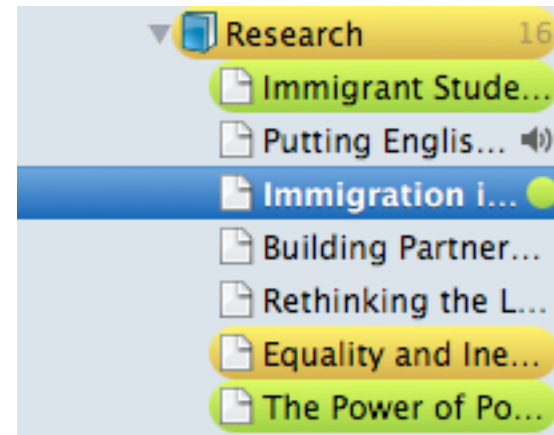 Research 16
Immigrant Stude...
Putting Englis...
Immigration i...
Building Partner...
Rethinking the L...
Equality and Ine...
The Power of Po...